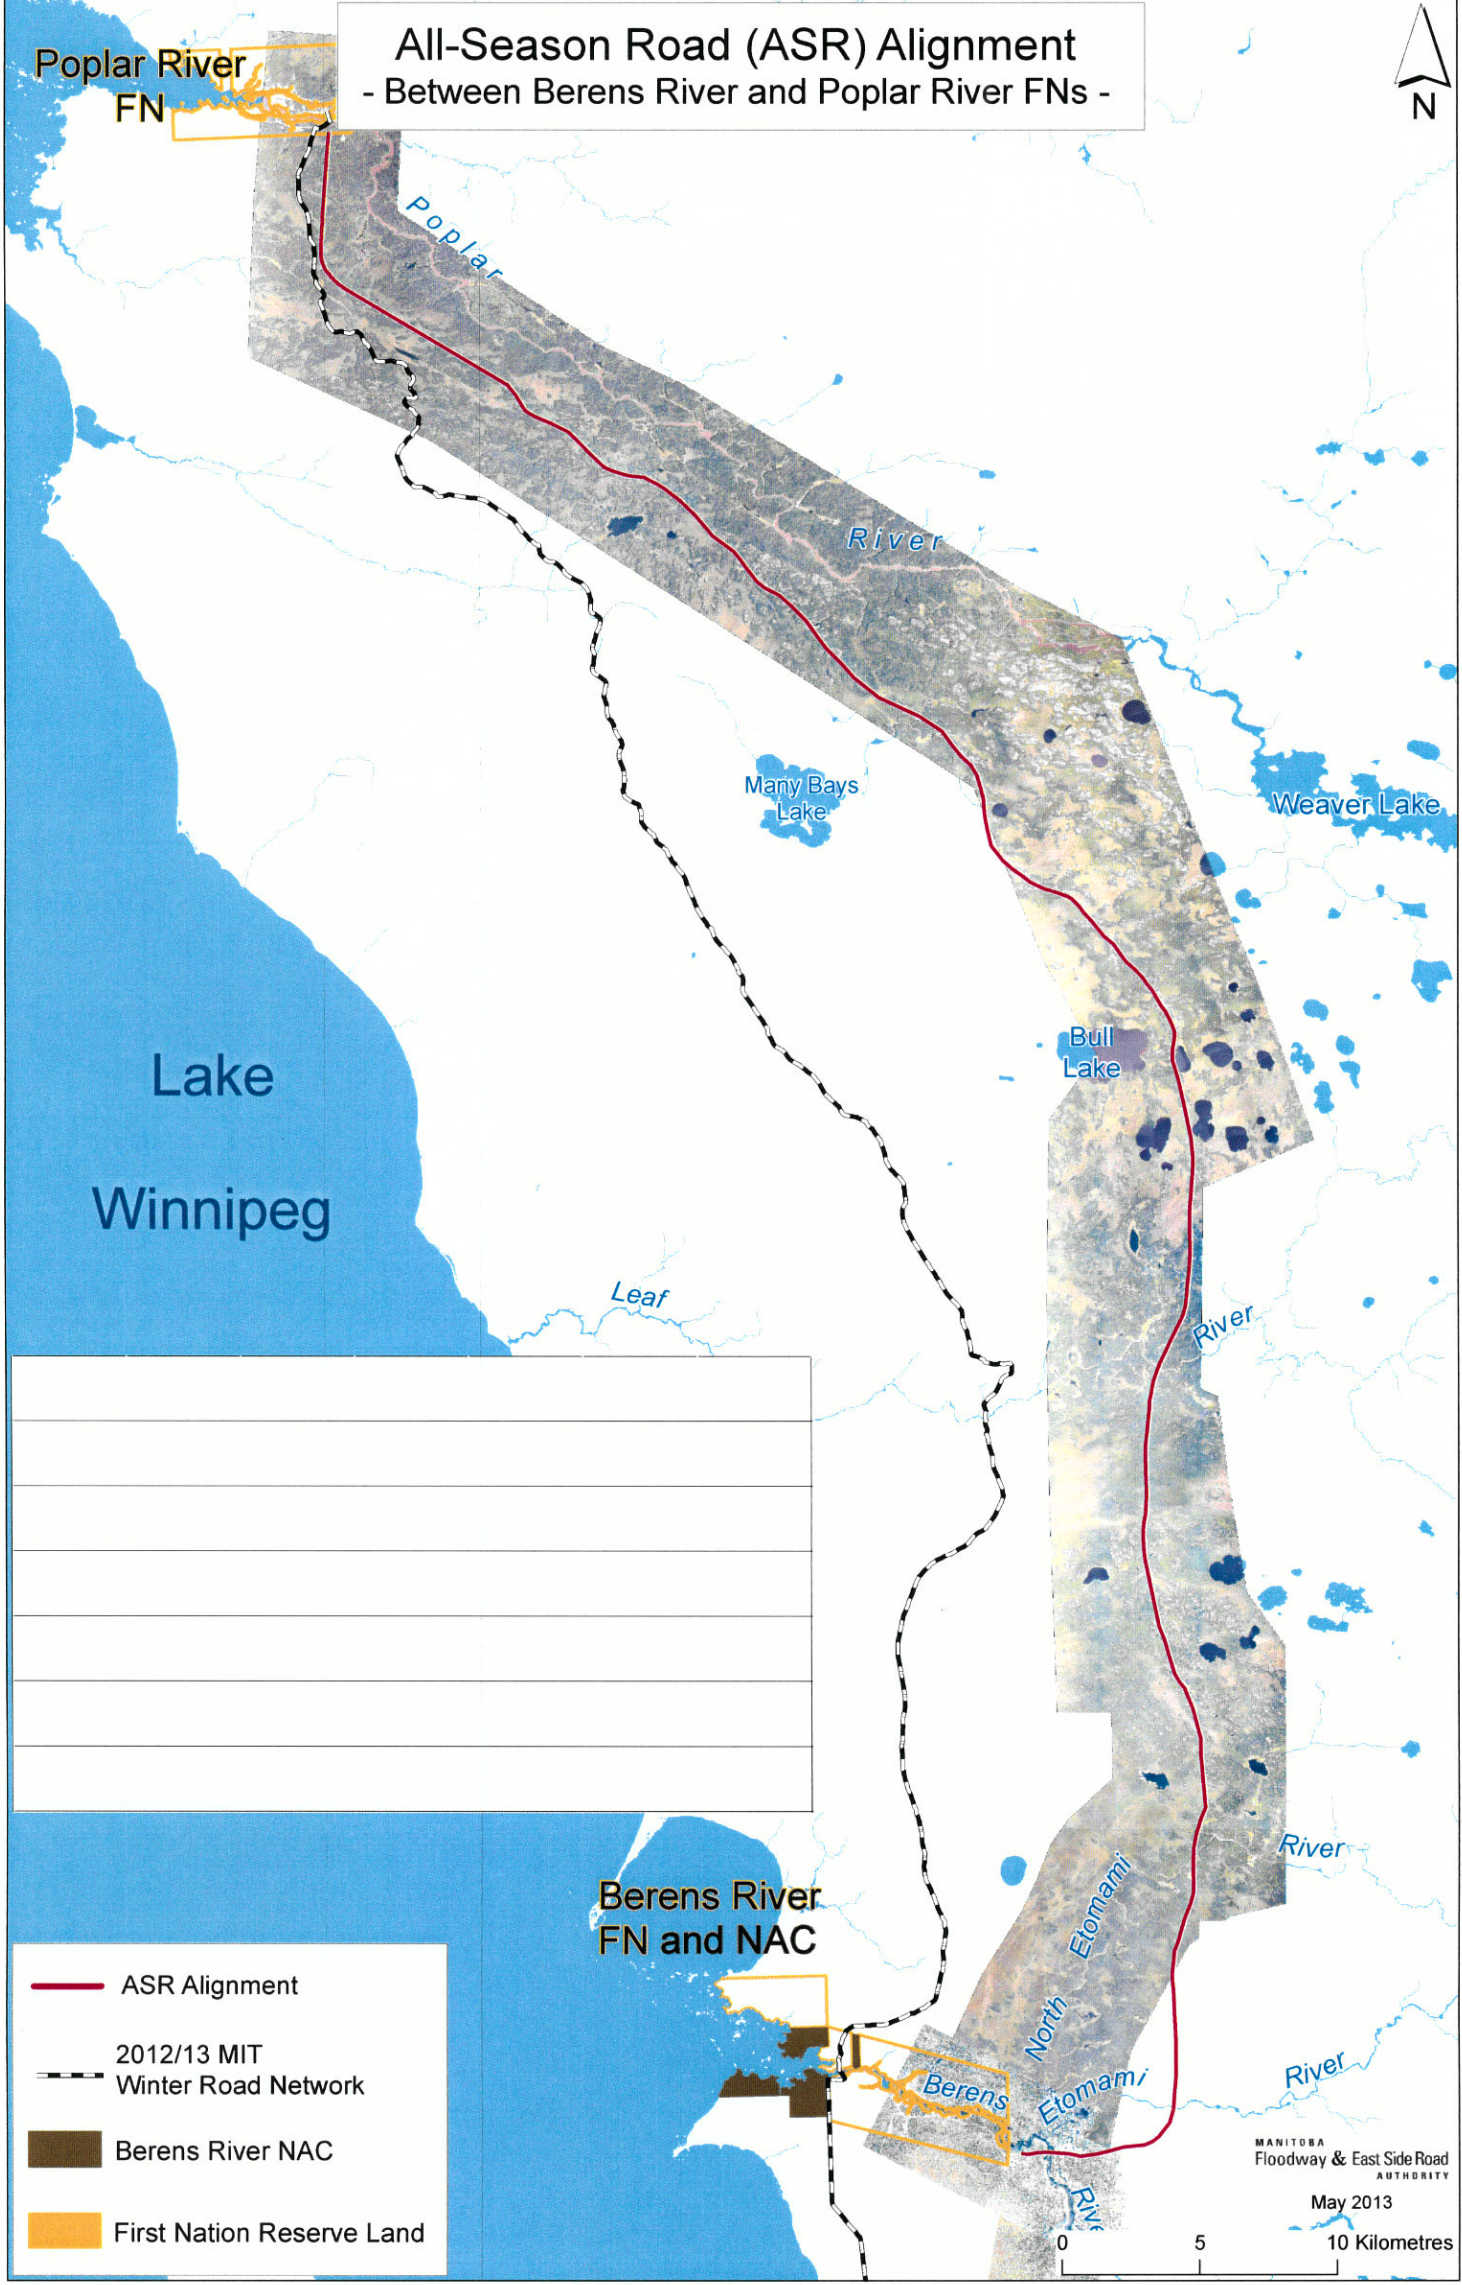 All-Season Road (ASR) Alignment
- Between Berens River and Poplar River FNs -
N
Poplar River
FN
Poplar
River
Many Bays
Lake
Weaver Lake
Bull
Lake
Lake
Winnipeg
Leaf
River
River
Berens River
FN and NAC
Etomami
North
Berens
Etomami
River
River
ASR Alignment
2012/13 MIT
Winter Road Network
Berens River NAC
First Nation Reserve Land
MANITOBA
Floodway & East Side Road
AUTHORITY
May 2013
0 5 10 Kilometres